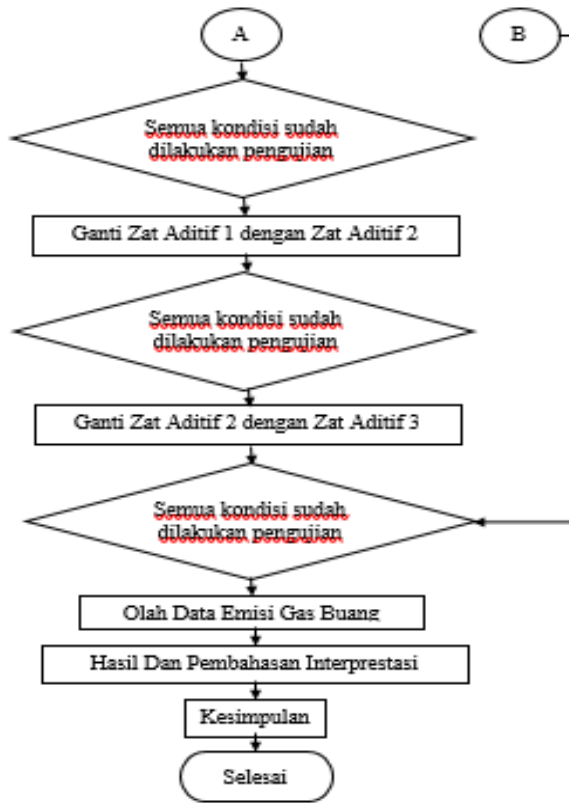 A
B
Semua kondisi sudah
dilakukan pengujian
Ganti Zat Aditif 1 dengan Zat Aditif 2
Semua kondisi sudah
dilakukan pengujian
Ganti Zat Aditif 2 dengan Zat Aditif 3
Semua kondisi sudah
dilakukan pengujian
Olah Data Emisi Gas Buang
Hasil Dan Pembahasan Interprestasi
Kesimpulan
Selesai